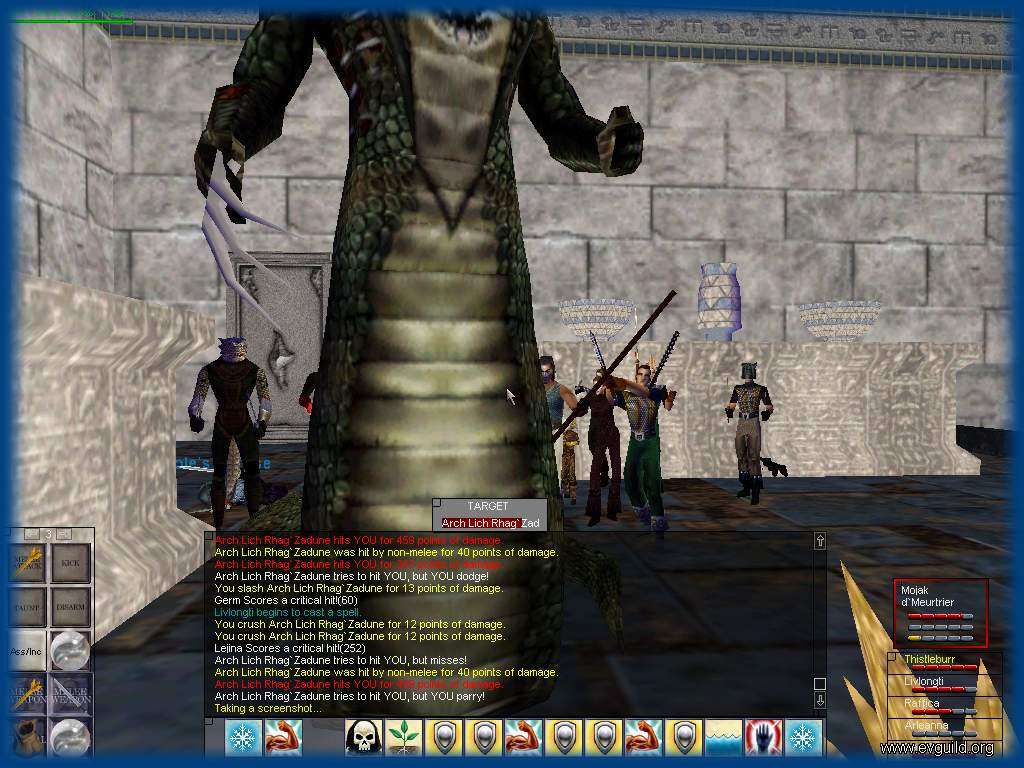 TARGET
Arch Lich Rhag`Zad
3
Arch Lich Rhag`Zadune hits YOU for 459 points of damage.
Arch Lich Rhag`Zadune was hit by non-melee for 40 points of damage.
Arch Lich Rhag`Zadune tries to hit YOU, but YOU dodge!
You slash Arch Lich Rhag`Zadune for 13 points of damage.
Germ Scores a critical hit!(60)
Livlongti begins to cast a spell.
You crush Arch Lich Rhag`Zadune for 12 points of damage.
You crush Arch Lich Rhag`Zadune for 12 points of damage.
Lejina Scores a critical hit!(252)
Arch Lich Rhag`Zadune tries to hit YOU, but misses!
Arch Lich Rhag`Zadune was hit by non-melee for 40 points of damage.
Arch Lich Rhag`Zadune tries to hit YOU, but YOU parry!
Taking a screenshot...
MELEE ATTACK
KICK
TAUNT
DISARM
Ass/Inc
Mojak
d`Meurtrier
Thistleburr
Livlongti
Raffica
Arleanna
www.evguild.org